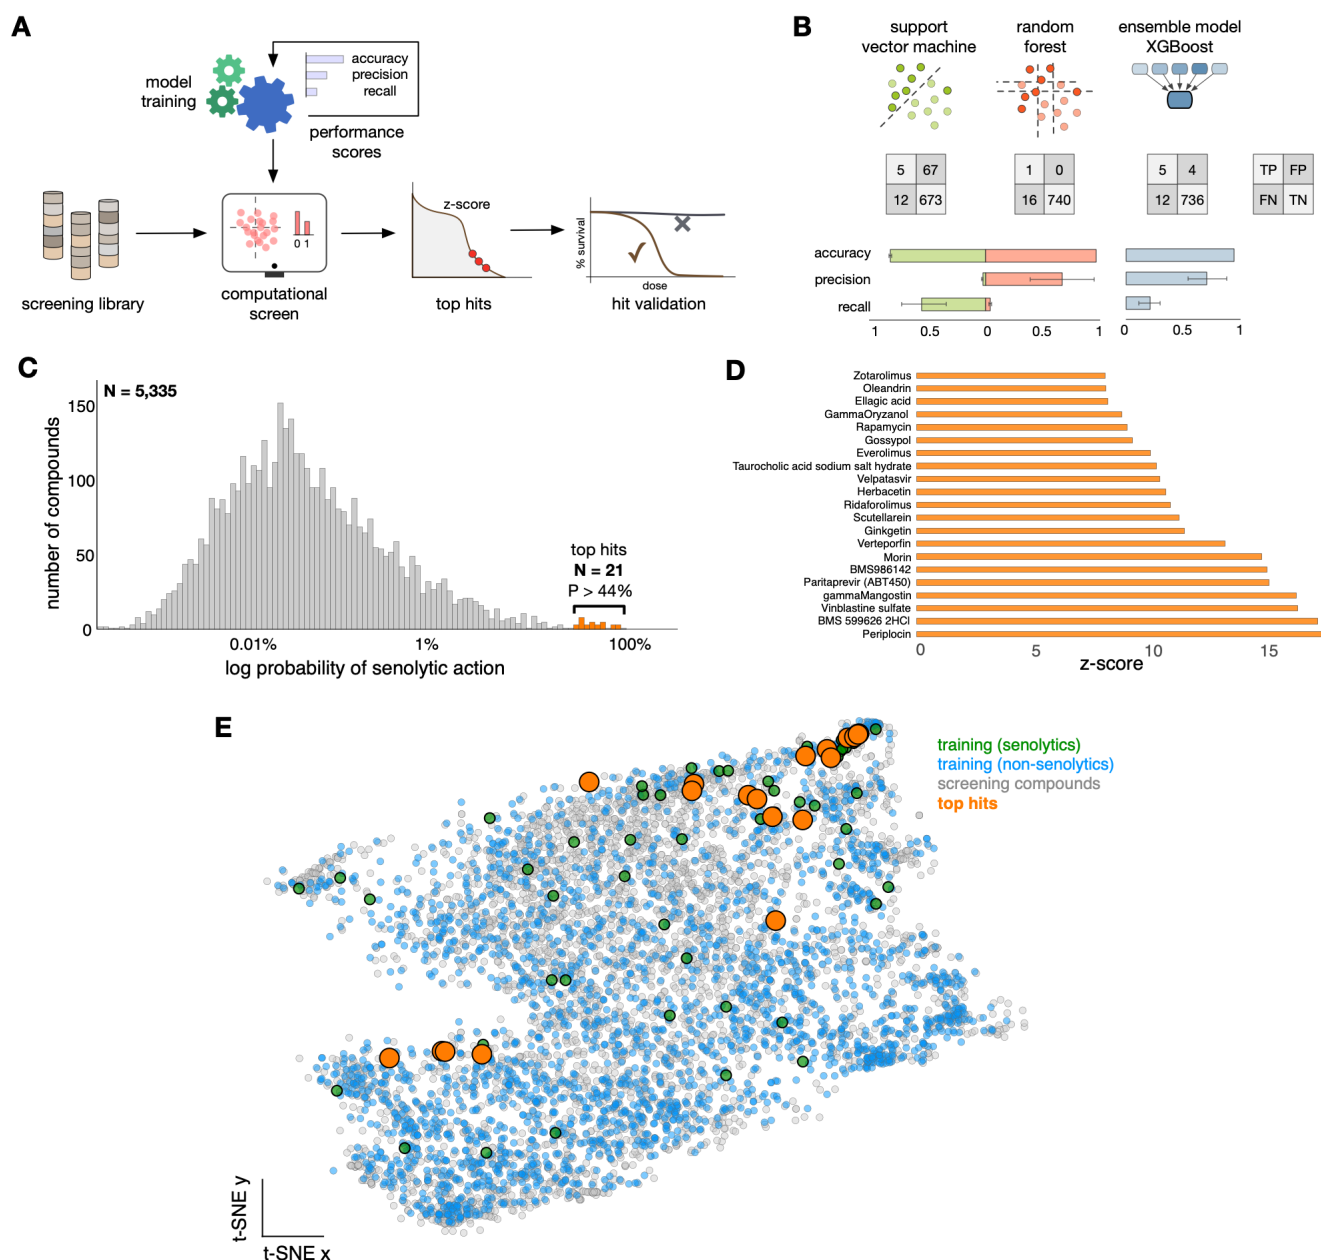 A
model
training
accuracy
precision
recall
performance
scores
screening library
0 1
computational
screen
z-score
top hits
% survival
dose
hit validation
B
support
vector machine
random
forest
ensemble model
XGBoost
5 67
12 673
1 0
16 740
5 4
12 736
TP FP
FN TN
accuracy
precision
recall
1 0.5 0 0.5 1
0 0.5 1
C
N = 5,335
number of compounds
150
100
50
0
top hits
N = 21
P > 44%
0.01% 1% 100%
log probability of senolytic action
D
Zotarolimus
Oleandrin
Ellagic acid
GammaOryzanol
Rapamycin
Gossypol
Everolimus
Taurocholic acid sodium salt hydrate
Velpatasvir
Herbacetin
Ridaforolimus
Scutellarein
Ginkgetin
Verteporfin
Morin
BMS986142
Paritaprevir (ABT450)
gammaMangostin
Vinblastine sulfate
BMS 599626 2HCl
Periplocin
0 5 10 15
z-score
E
training (senolytics)
training (non-senolytics)
screening compounds
top hits
t-SNE y
t-SNE x